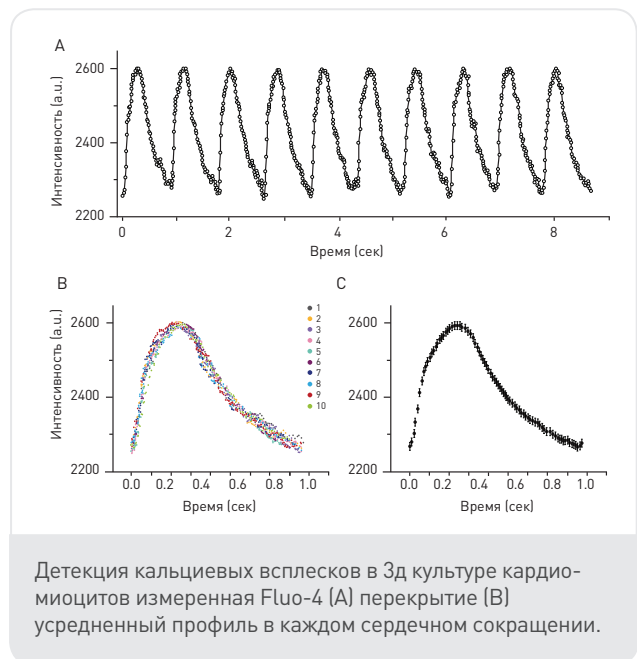 A
Интенсивность (a.u.)
2600
2400
2200
0 2 4 6 8
Время (сек)
B
Интенсивность (a.u.)
2600
2400
2200
0.0 0.2 0.4 0.6 0.8 1.0
Время (сек)
1
2
3
4
5
6
7
8
9
10
C
2600
2400
2200
0.0 0.2 0.4 0.6 0.8 1.0
Время (сек)
Детекция кальциевых всплесков в 3д культуре кардио-
миоцитов измеренная Fluo-4 (А) перекрытие (В)
усредненный профиль в каждом сердечном сокращении.